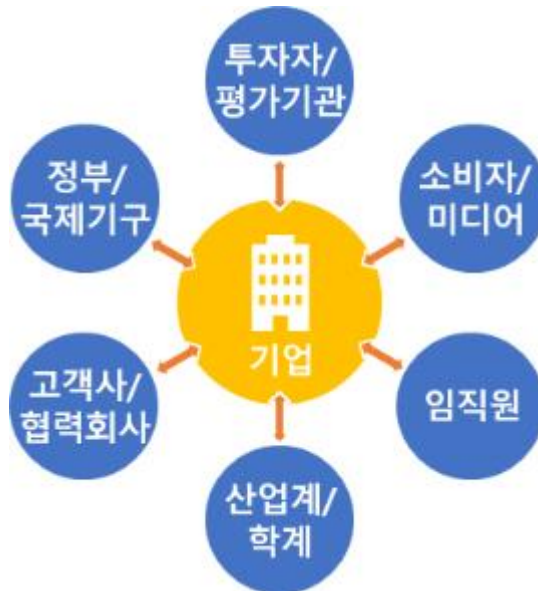 투자자/
평가기관
정부/
국제기구
소비자/
미디어
기업
고객사/
협력회사
임직원
산업계/
학계